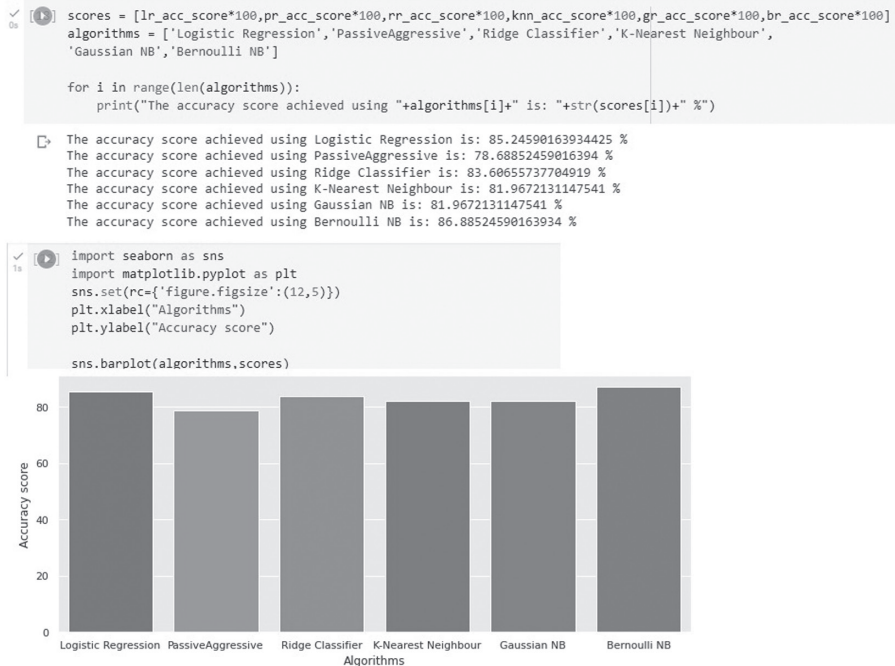 0s
scores = [lr_acc_score*100,pr_acc_score*100,rr_acc_score*100,knn_acc_score*100,gr_acc_score*100,br_acc_score*100]
algorithms = ['Logistic Regression','PassiveAggressive','Ridge Classifier','K-Nearest Neighbour',
'Gaussian NB','Bernoulli NB']
for i in range(len(algorithms)):
    print("The accuracy score achieved using "+algorithms[i]+" is: "+str(scores[i])+" %")
The accuracy score achieved using Logistic Regression is: 85.24590163934425 %
The accuracy score achieved using PassiveAggressive is: 78.68852459016394 %
The accuracy score achieved using Ridge Classifier is: 83.60655737704919 %
The accuracy score achieved using K-Nearest Neighbour is: 81.9672131147541 %
The accuracy score achieved using Gaussian NB is: 81.9672131147541 %
The accuracy score achieved using Bernoulli NB is: 86.88524590163934 %
1s
import seaborn as sns
import matplotlib.pyplot as plt
sns.set(rc={'figure.figsize':(12,5)})
plt.xlabel("Algorithms")
plt.ylabel("Accuracy score")
sns.barplot(algorithms,scores)
80
60
40
20
0
Accuracy score
Logistic Regression PassiveAggressive Ridge Classifier K-Nearest Neighbour Gaussian NB Bernoulli NB
Algorithms